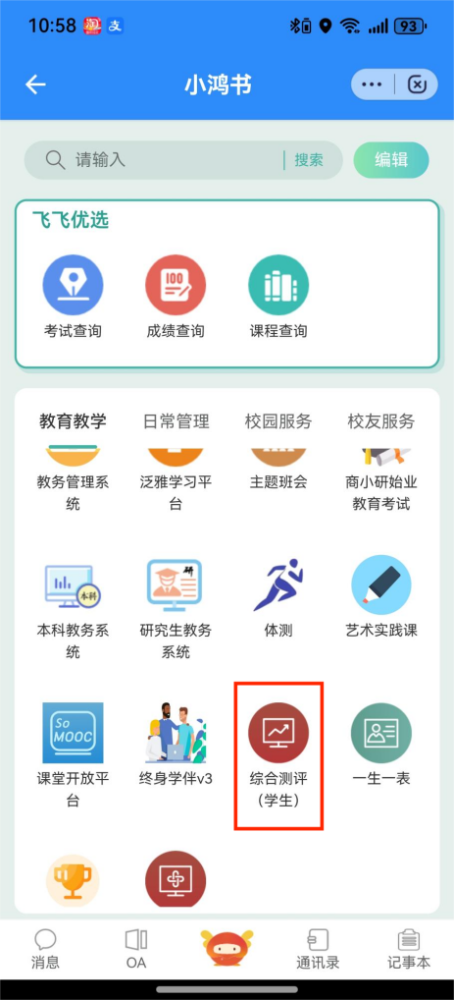 10:58
93
小鸿书
请输入
搜索
编辑
飞飞优选
100
考试查询
成绩查询
课程查询
教育教学
日常管理
校园服务
校友服务
教务管理系
统
泛雅学习平
台
主题班会
商小研始业
教育考试
本科
研
本科教务系
统
研究生教务
系统
体测
艺术实践课
So
MOOC
课堂开放平
台
终身学伴v3
综合测评
（学生）
一生一表
消息
OA
通讯录
记事本